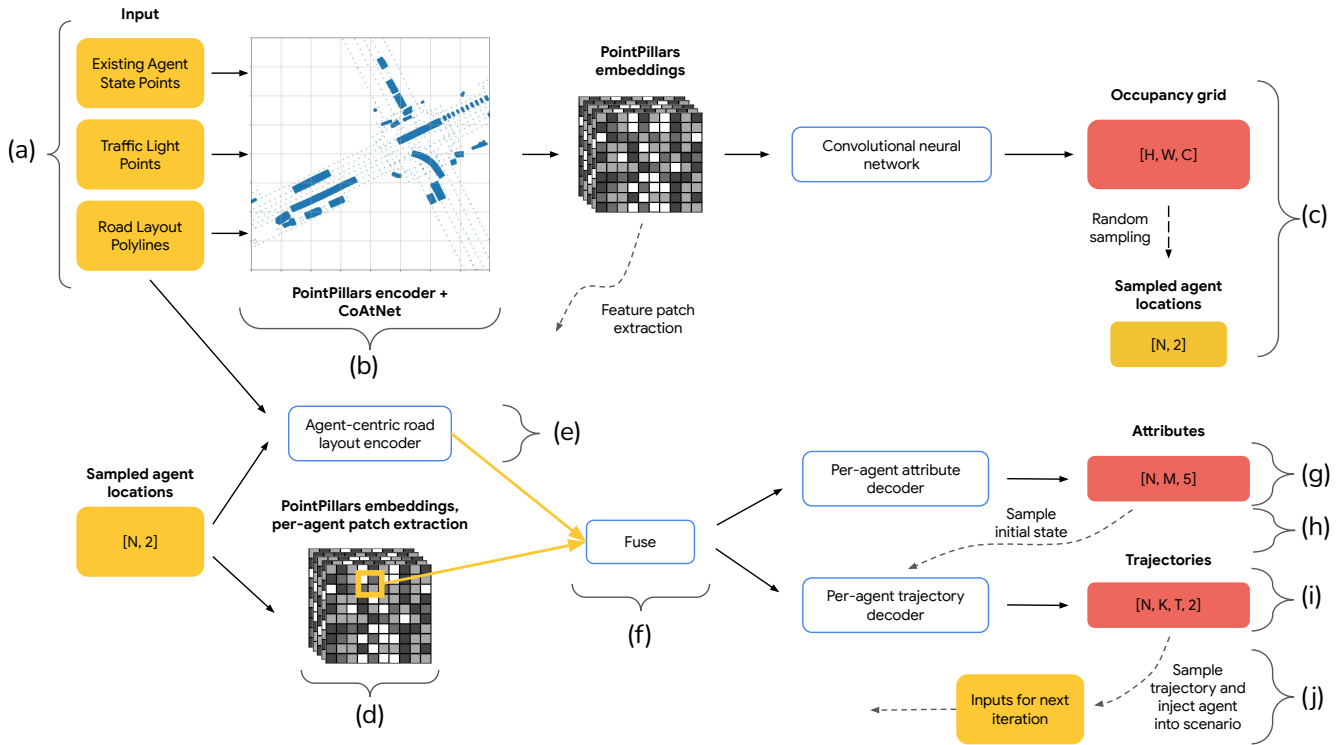 Input
(a)
Existing Agent
State Points
Traffic Light
Points
Road Layout
Polylines
PointPillars encoder +
CoAtNet
(b)
PointPillars
embeddings
Feature patch
extraction
Convolutional neural
network
Occupancy grid
[H, W, C]
Random
sampling
(c)
Sampled agent
locations
[N, 2]
Agent-centric road
layout encoder
(e)
Sampled agent
locations
[N, 2]
PointPillars embeddings,
per-agent patch extraction
(d)
Fuse
(f)
Per-agent attribute
decoder
Attributes
[N, M, 5]
(g)
Sample
initial state
(h)
Per-agent trajectory
decoder
Trajectories
[N, K, T, 2]
(i)
Sample
trajectory and
inject agent
into scenario
(j)
Inputs for next
iteration